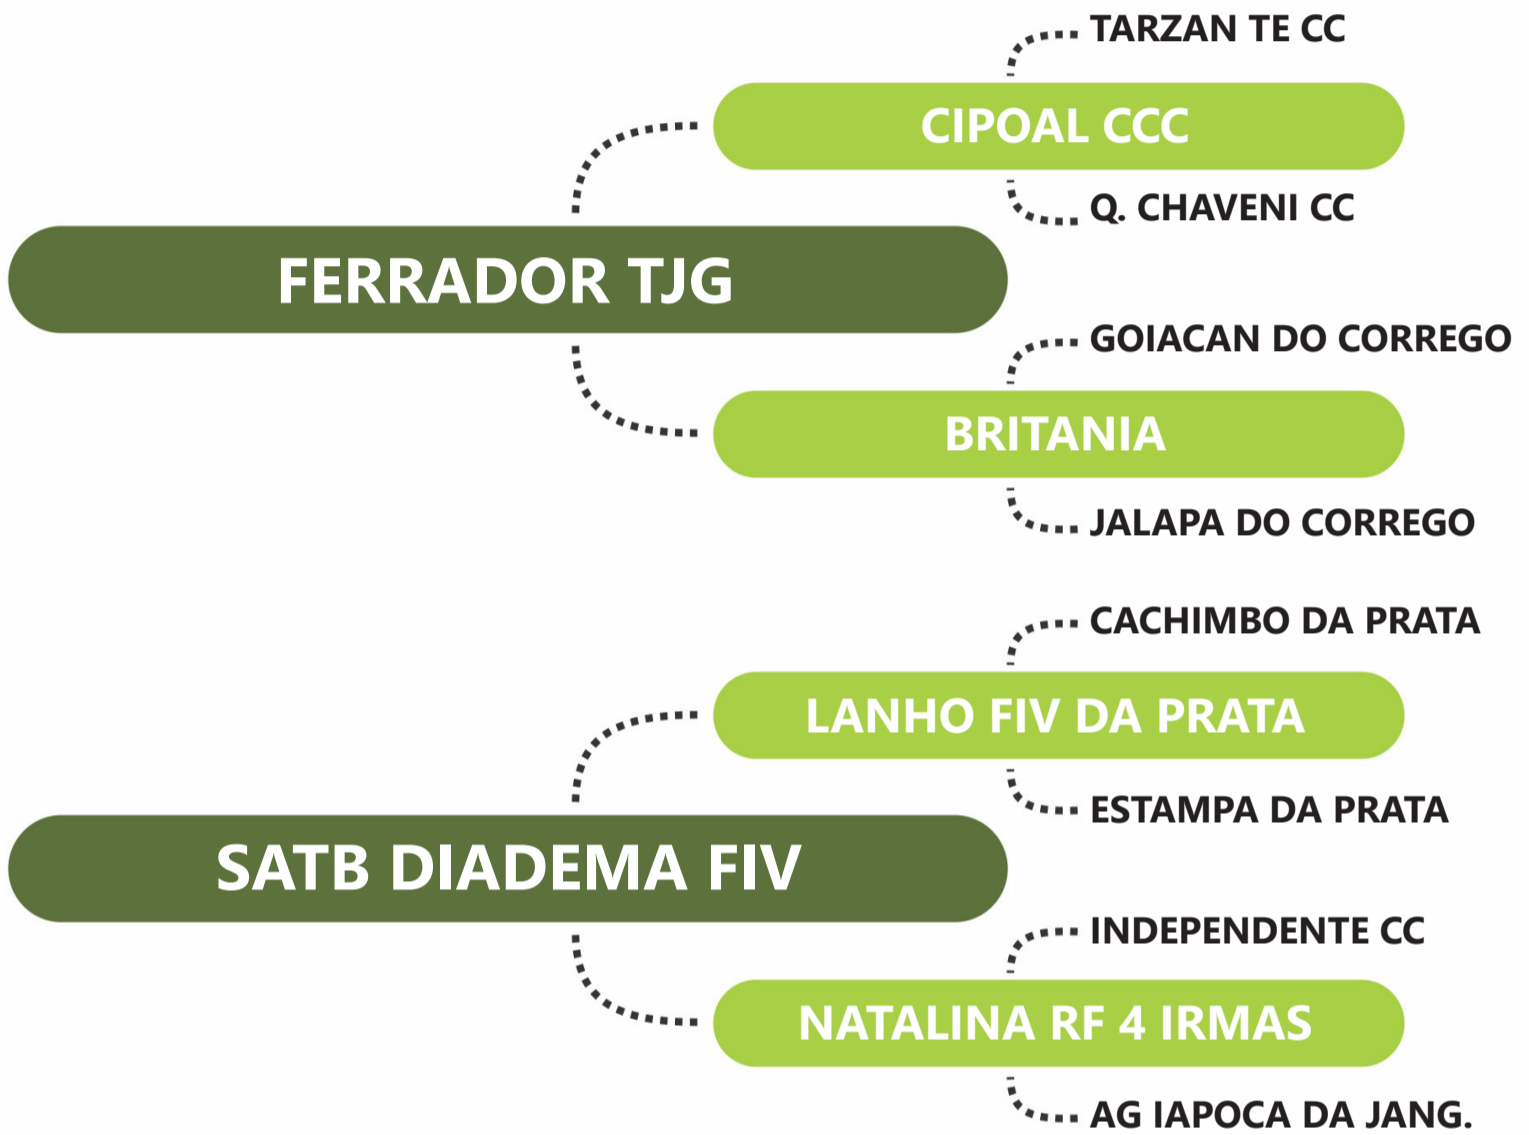 TARZAN TE CC
CIPOAL CCC
Q. CHAVENI CC
FERRADOR TJG
GOIACAN DO CORREGO
BRITANIA
JALAPA DO CORREGO
CACHIMBO DA PRATA
LANHO FIV DA PRATA
ESTAMPA DA PRATA
SATB DIADEMA FIV
INDEPENDENTE CC
NATALINA RF 4 IRMAS
AG IAPOCA DA JANG.